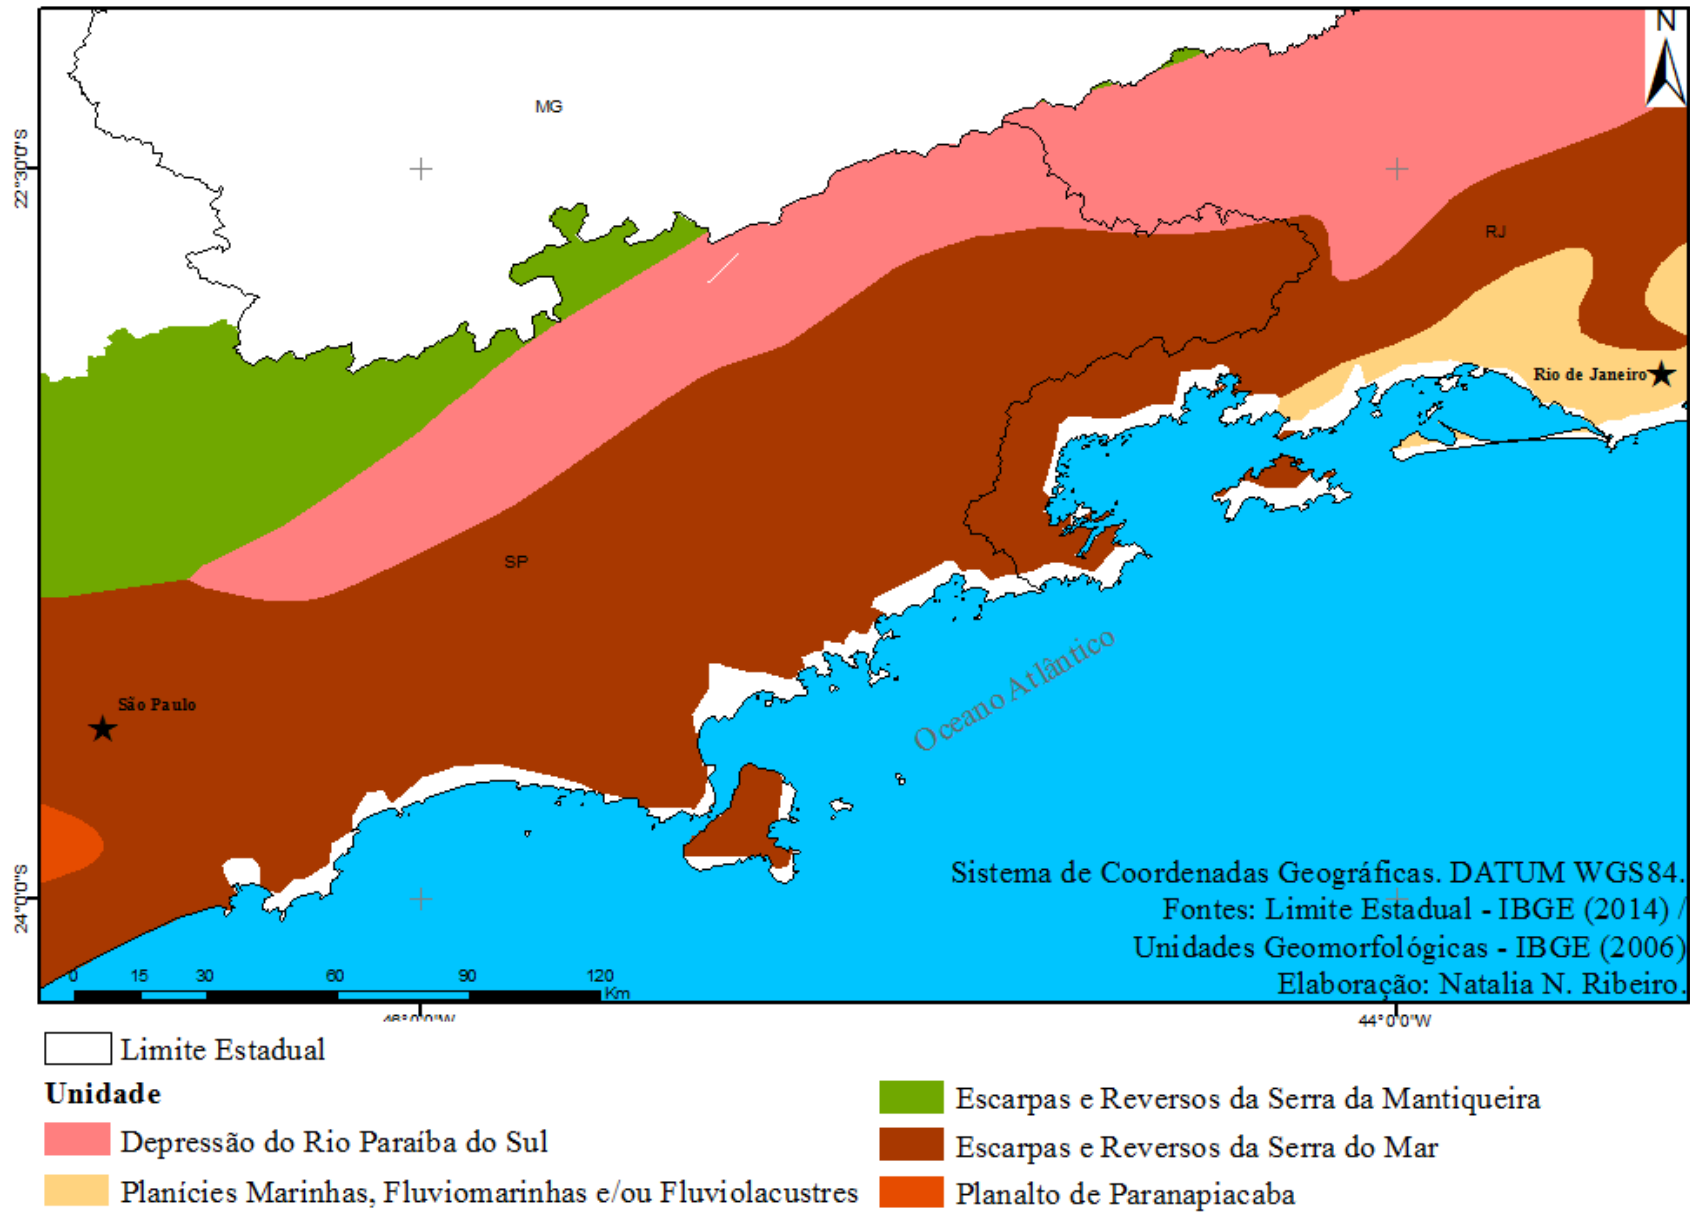 N
MG
22°30'0"S
RJ
Rio de Janeiro
SP
Oceano Atlântico
São Paulo
24°0'0"S
Sistema de Coordenadas Geográficas. DATUM WGS84.
Fontes: Limite Estadual - IBGE (2014) /
Unidades Geomorfológicas - IBGE (2006)
Elaboração: Natalia N. Ribeiro.
0 15 30 60 90 120
Km
46°0'0"W
44°0'0"W
Limite Estadual
Unidade
Depressão do Rio Paraíba do Sul
Planícies Marinhas, Fluviomarinhas e/ou Fluviolacustres
Escarpas e Reversos da Serra da Mantiqueira
Escarpas e Reversos da Serra do Mar
Planalto de Paranapiacaba